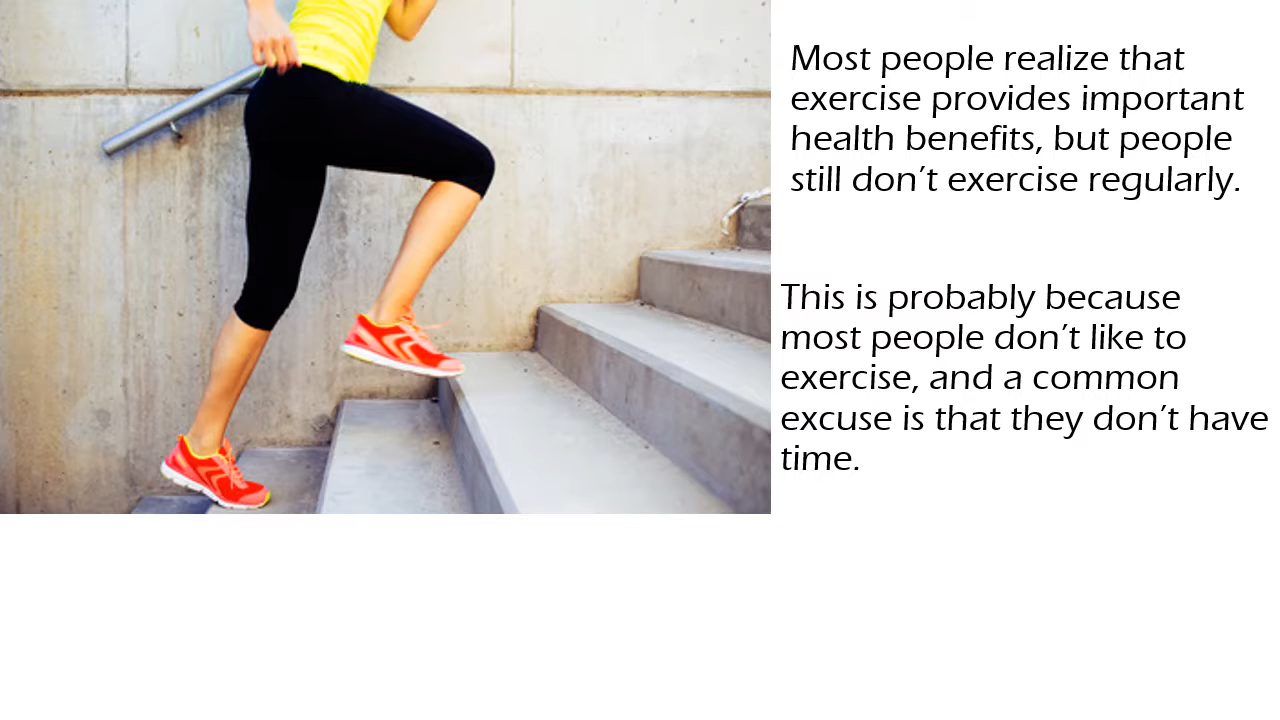 Most people realize that
exercise provides important
health benefits, but people
still don’t exercise regularly.
This is probably because
most people don’t like to
exercise, and a common
excuse is that they don’t have
time.